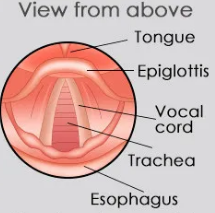 View from above
Tongue
Epiglottis
Vocal
cord
Trachea
Esophagus